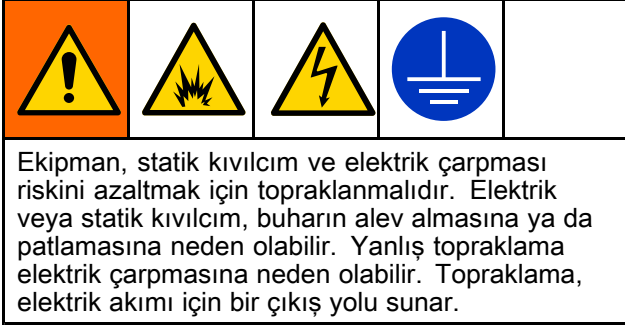 Ekipman, statik kıvılcım ve elektrik çarpması
riskini azaltmak için topraklanmalıdır. Elektrik
veya statik kıvılcım, buharın alev almasına ya da
patlamasına neden olabilir. Yanlış topraklama
elektrik çarpmasına neden olabilir. Topraklama,
elektrik akımı için bir çıkış yolu sunar.